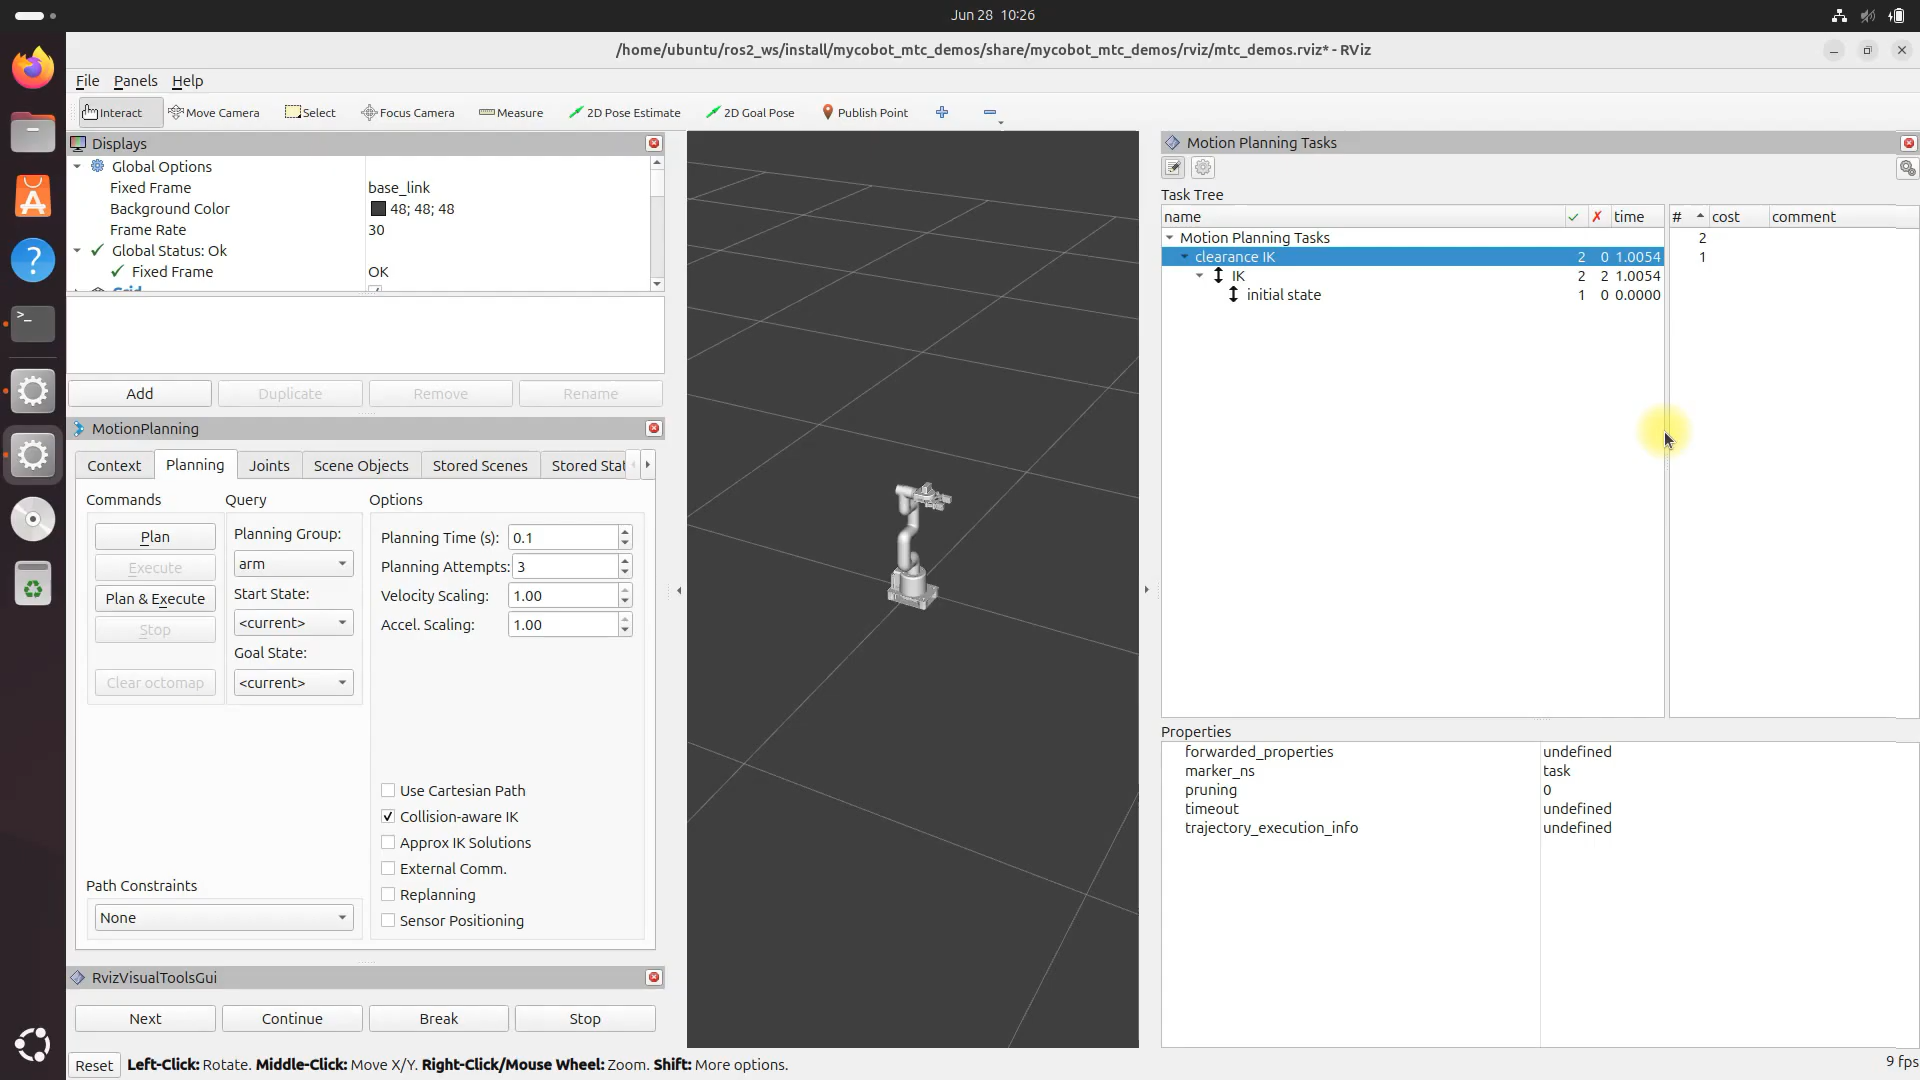 Jun 28 10:26
/home/ubuntu/ros2_ws/install/mycobot_mtc_demos/share/mycobot_mtc_demos/rviz/mtc_demos.rviz* - RViz
File Panels Help
Interact Move Camera Select Focus Camera Measure 2D Pose Estimate 2D Goal Pose Publish Point
Displays
Global Options
Fixed Frame base_link
Background Color 48; 48; 48
Frame Rate 30
Global Status: Ok
Fixed Frame OK
Grid
Add Duplicate Remove Rename
MotionPlanning
Context Planning Joints Scene Objects Stored Scenes Stored Stat
Commands Query Options
Plan
Execute
Plan & Execute
Stop
Clear octomap
Planning Group:
arm
Start State:
<current>
Goal State:
<current>
Planning Time (s): 0.1
Planning Attempts: 3
Velocity Scaling: 1.00
Accel. Scaling: 1.00
Use Cartesian Path
Collision-aware IK
Approx IK Solutions
External Comm.
Replanning
Sensor Positioning
Path Constraints
None
RvizVisualToolsGui
Next Continue Break Stop
Reset Left-Click: Rotate. Middle-Click: Move X/Y. Right-Click/Mouse Wheel: Zoom. Shift: More options.
Motion Planning Tasks
Task Tree
name ✓ ✗ time
Motion Planning Tasks
clearance IK 2 0 1.0054
IK 2 2 1.0054
initial state 1 0 0.0000
# cost comment
2
1
Properties
forwarded_properties undefined
marker_ns task
pruning 0
timeout undefined
trajectory_execution_info undefined
9 fps